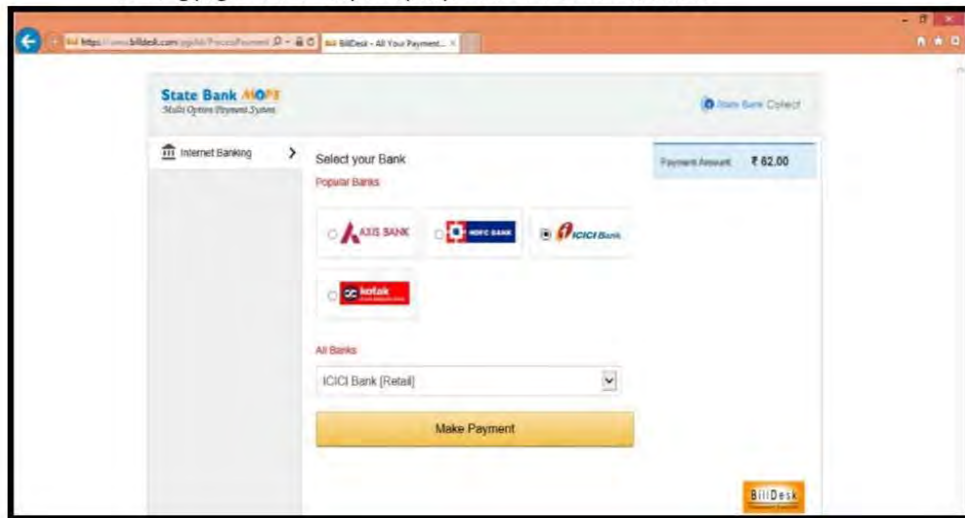 BillDesk - All Your Payment...
State Bank MOPS
Multi Option Payment System
State Bank Collect
Internet Banking
Select your Bank
Payment Amount: ₹ 62.00
Popular Banks
AXIS BANK
HDFC BANK
ICICI Bank
kotak
All Banks
ICICI Bank [Retail]
Make Payment
BillDesk